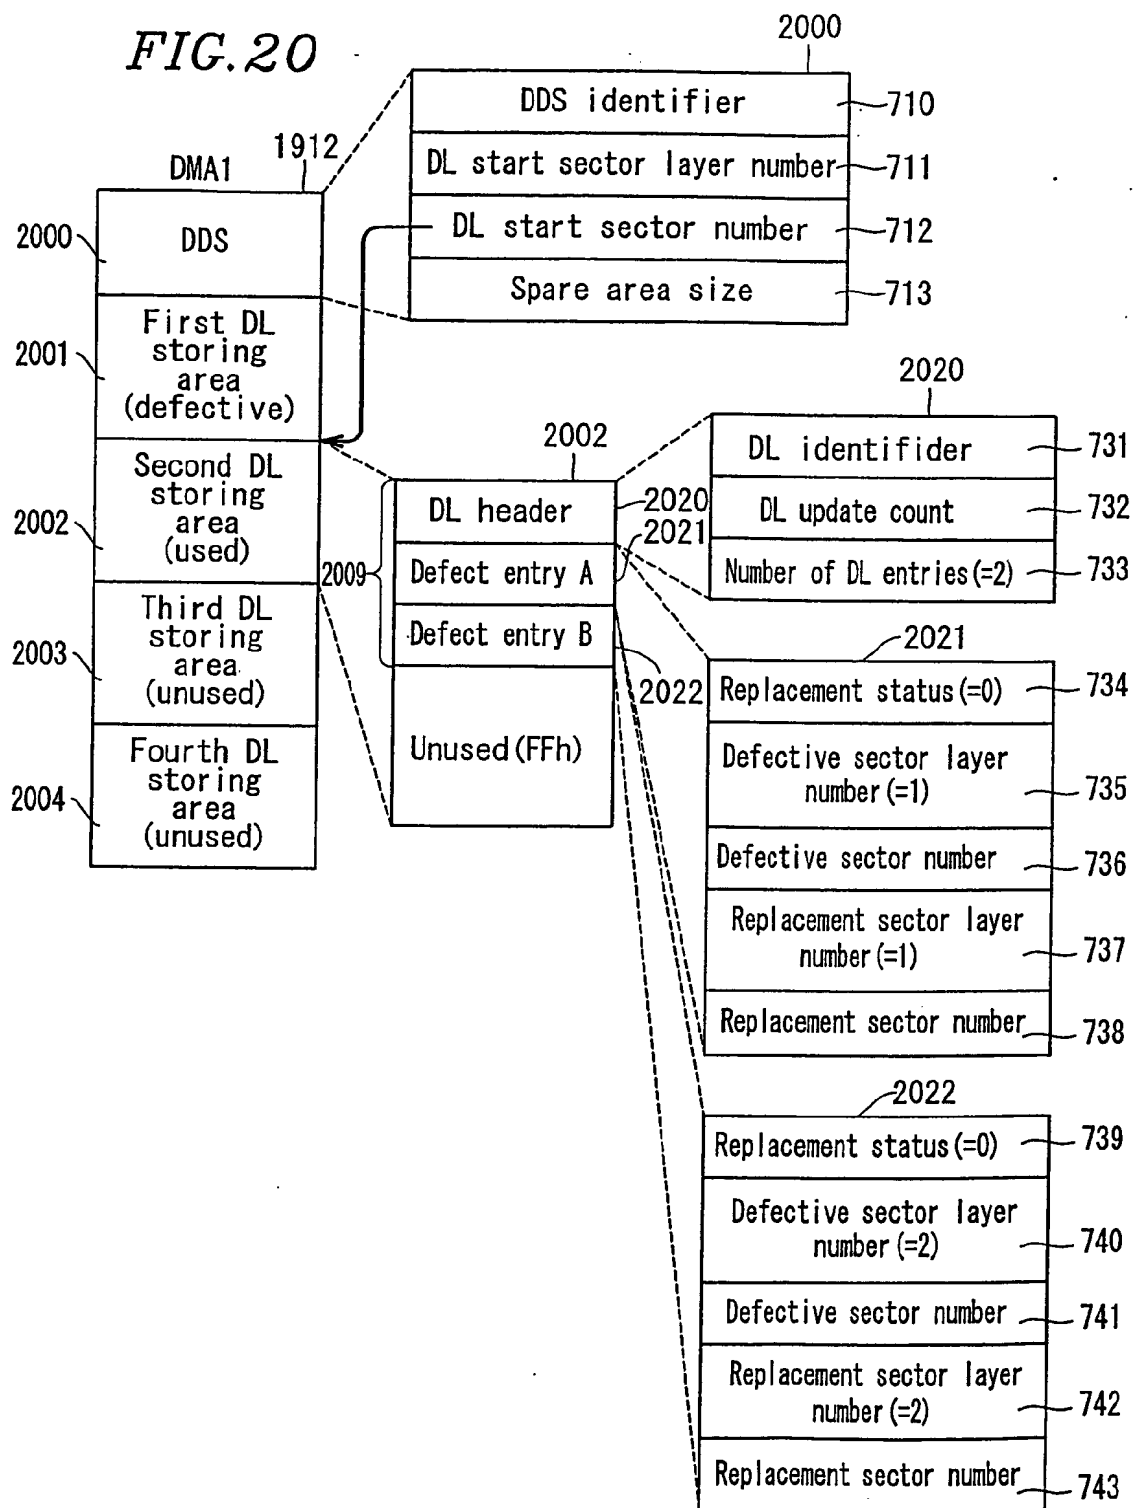 FIG.20
2000
DDS identifier
710
DL start sector layer number
711
DL start sector number
712
Spare area size
713
DMA1
1912
2000
DDS
2001
First DL
storing
area
(defective)
2002
Second DL
storing
area
(used)
2003
Third DL
storing
area
(unused)
2004
Fourth DL
storing
area
(unused)
2002
2009
DL header
2020
2021
Defect entry A
Defect entry B
2022
Unused(FFh)
2020
DL identifider
731
DL update count
732
Number of DL entries(=2)
733
2021
Replacement status(=0)
734
Defective sector layer
number(=1)
735
Defective sector number
736
Replacement sector layer
number(=1)
737
Replacement sector number
738
2022
Replacement status(=0)
739
Defective sector layer
number(=2)
740
Defective sector number
741
Replacement sector layer
number(=2)
742
Replacement sector number
743